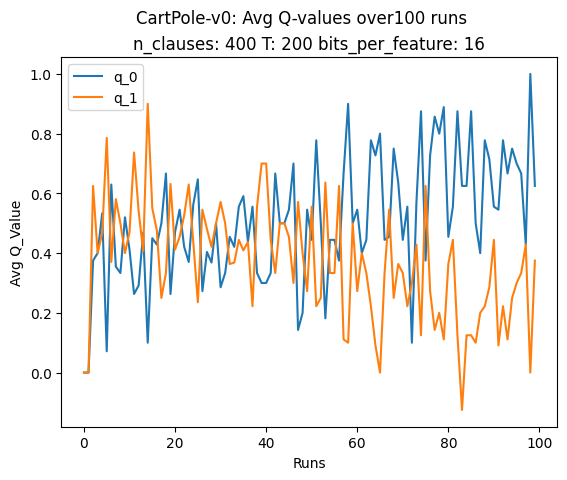 CartPole-v0: Avg Q-values over100 runs
n_clauses: 400 T: 200 bits_per_feature: 16
q_0
q_1
1.0
0.8
0.6
0.4
0.2
0.0
Avg Q_Value
0 20 40 60 80 100
Runs